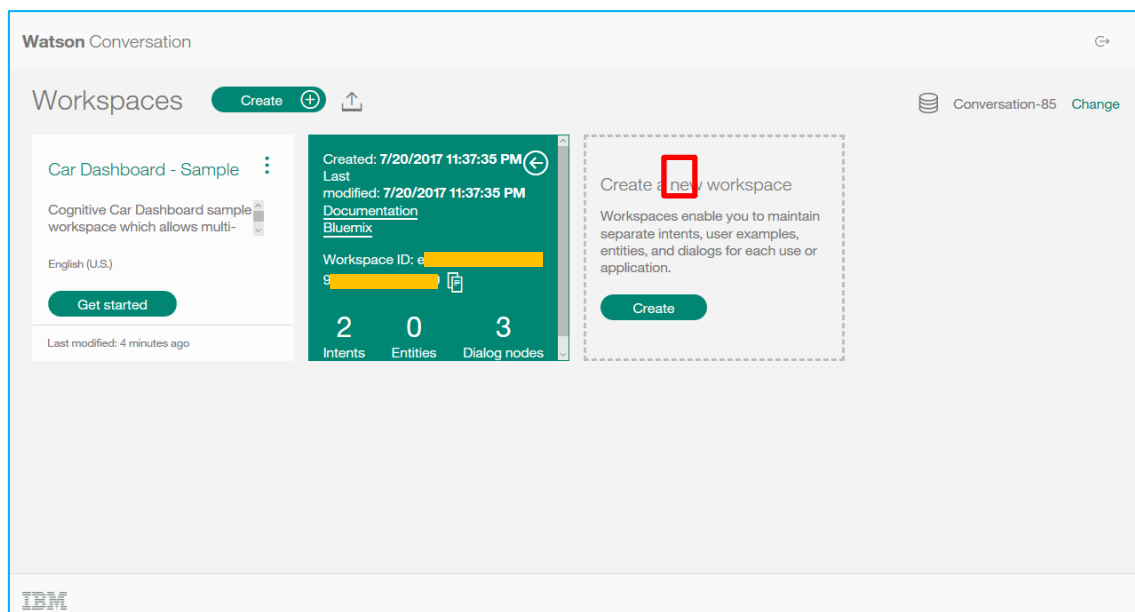 Watson Conversation
Workspaces
Create
Conversation-85 Change
Car Dashboard - Sample
Cognitive Car Dashboard sample
workspace which allows multi-
English (U.S.)
Get started
Last modified: 4 minutes ago
Created: 7/20/2017 11:37:35 PM
Last
modified: 7/20/2017 11:37:35 PM
Documentation
Bluemix
Workspace ID: e
9
2 0 3
Intents Entities Dialog nodes
Create a new workspace
Workspaces enable you to maintain
separate intents, user examples,
entities, and dialogs for each use or
application.
Create
IBM